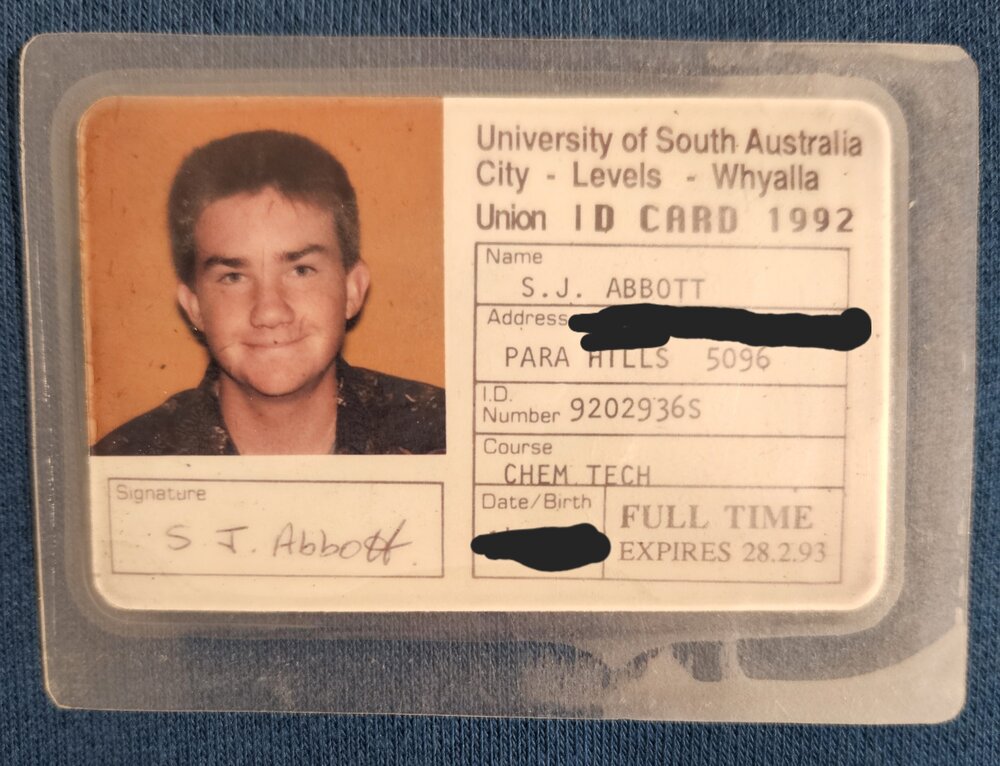 University of South Australia
City - Levels - Whyalla
Union ID CARD 1992
Name
S.J. ABBOTT
Address
PARA HILLS 5096
I.D.
Number 9202936S
Course
CHEM TECH
Date/Birth
FULL TIME
EXPIRES 28.2.93
Signature
S J. Abbott